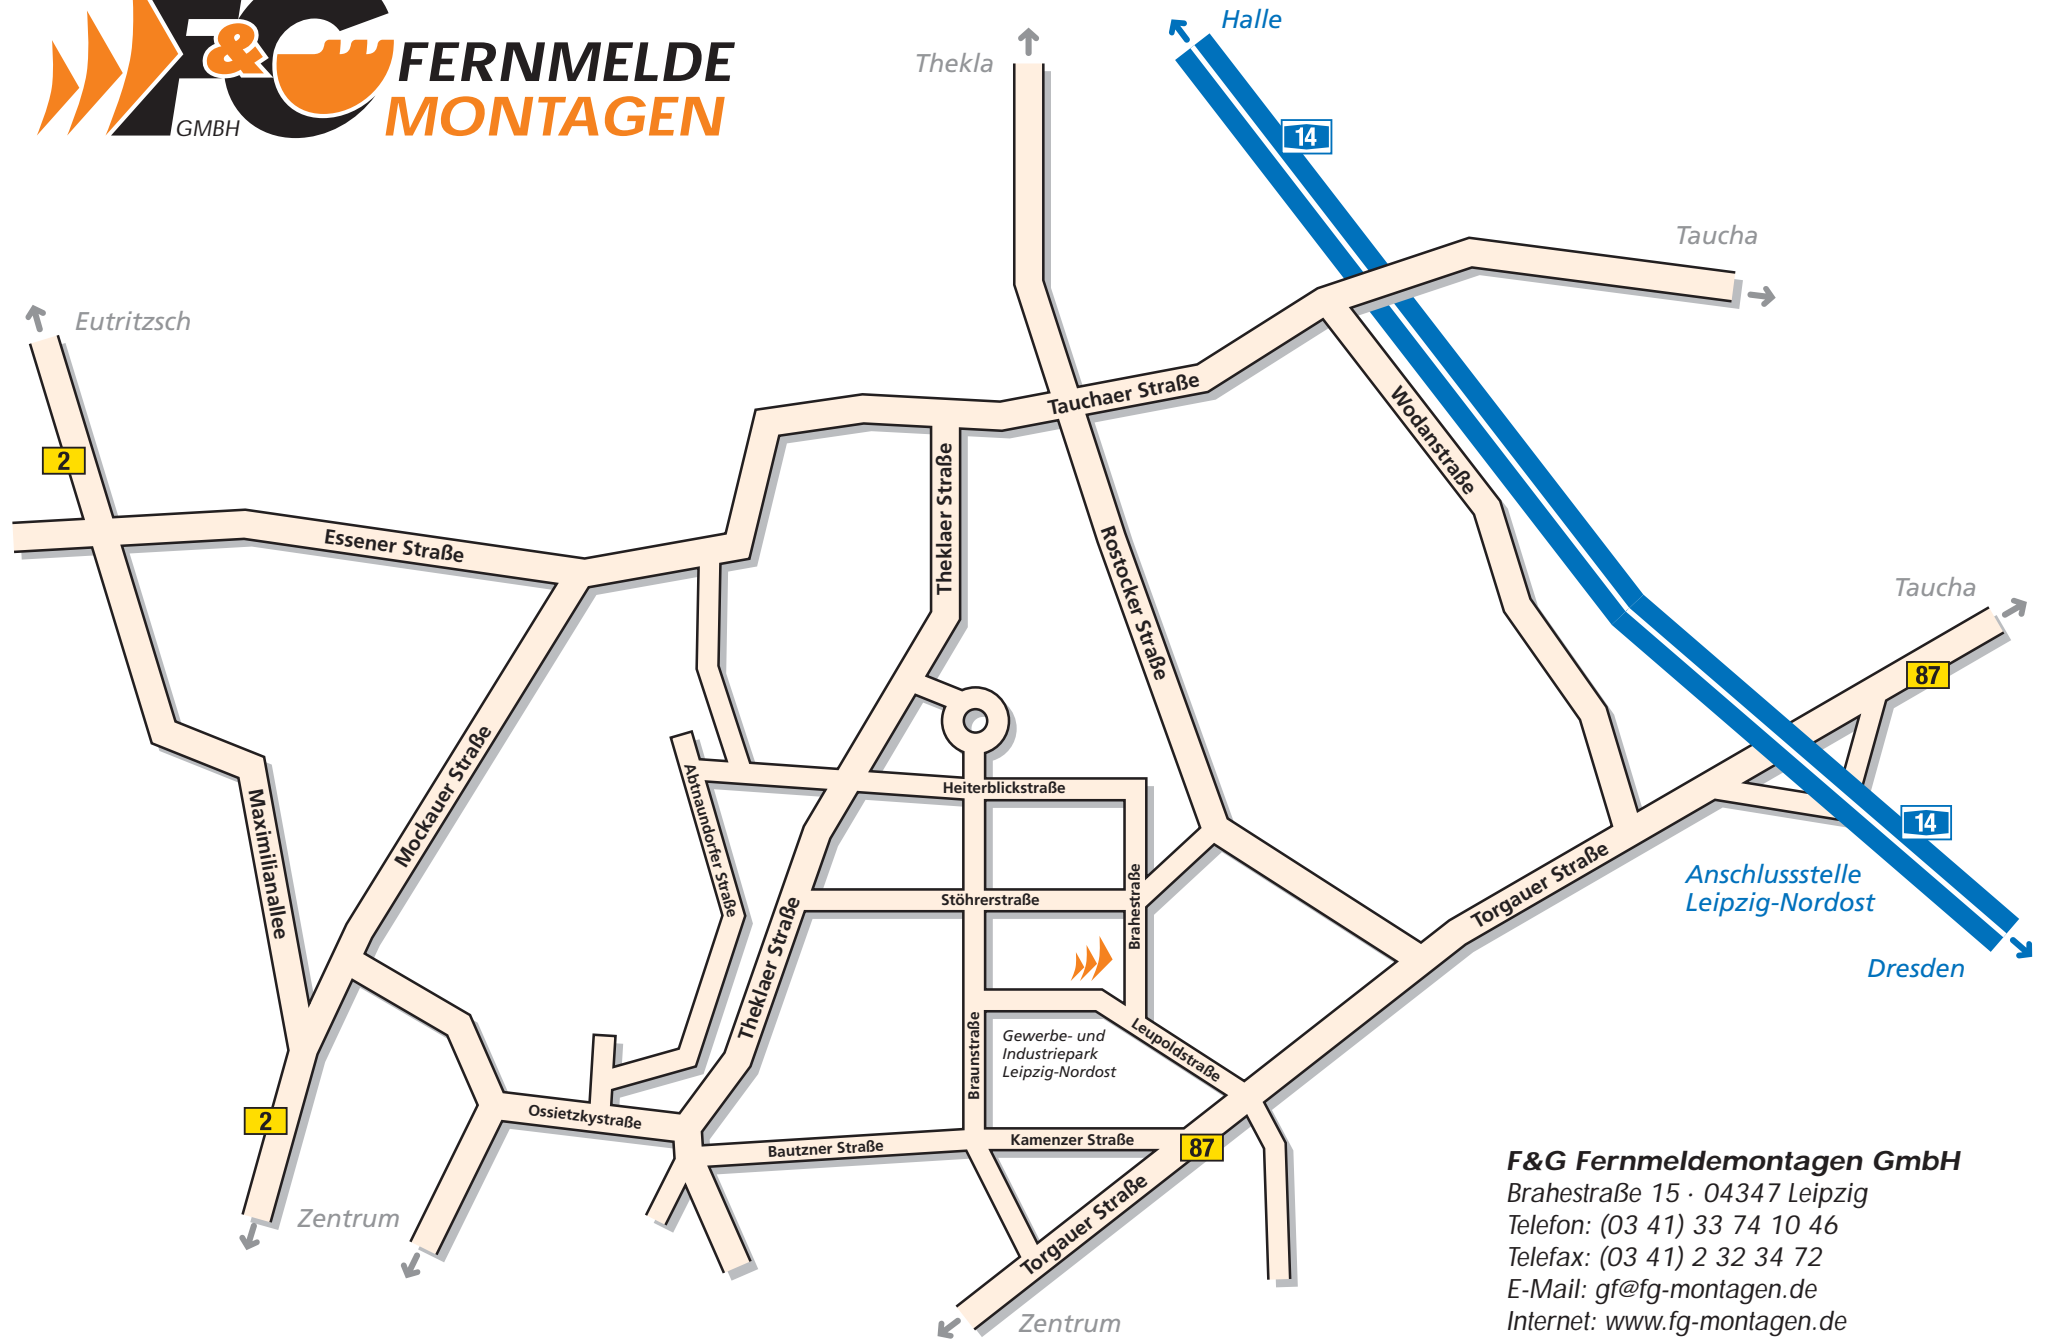 F&G
GMBH
FERNMELDE
MONTAGEN
Thekla
Halle
14
Taucha
Eutritzsch
2
Tauchaer Straße
Wodanstraße
Theklaer Straße
Essener Straße
Rostocker Straße
Taucha
87
Mockauer Straße
Abtnaundorfer Straße
Heiterblickstraße
Maximilianallee
14
Anschlussstelle
Leipzig-Nordost
Torgauer Straße
Stöhrerstraße
Brahestraße
Theklaer Straße
Dresden
Braunstraße
Gewerbe- und
Industriepark
Leipzig-Nordost
Leupoldstraße
2
Ossietzkystraße
Bautzner Straße
Kamenzer Straße
87
Zentrum
Torgauer Straße
Zentrum
F&G Fernmeldemontagen GmbH
Brahestraße 15 · 04347 Leipzig
Telefon: (03 41) 33 74 10 46
Telefax: (03 41) 2 32 34 72
E-Mail: gf@fg-montagen.de
Internet: www.fg-montagen.de